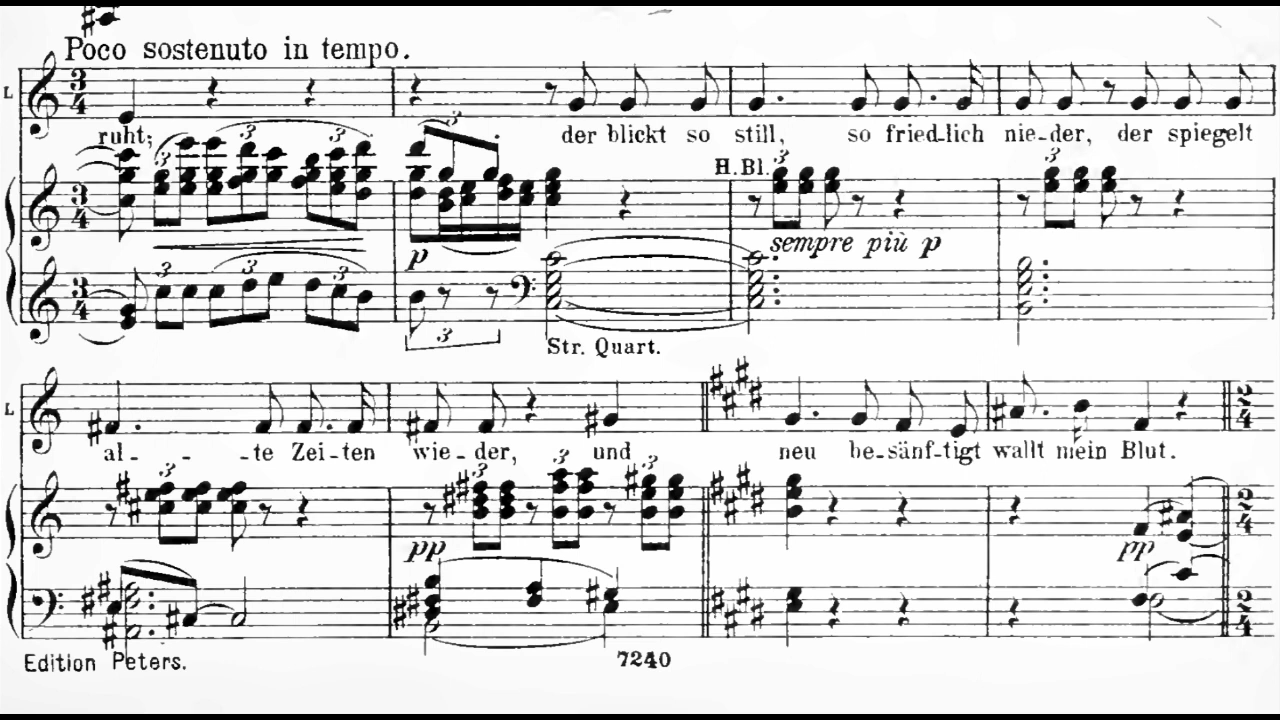 Poco sostenuto in tempo.
L
ruht; der blickt so still, so fried-lich nie-der, der spiegelt
H. Bl.
sempre più p
p
Str. Quart.
L
al - - -te Zei-ten wie-der, und neu be-sänf-tigt wallt mein Blut.
pp pp
Edition Peters. 7240